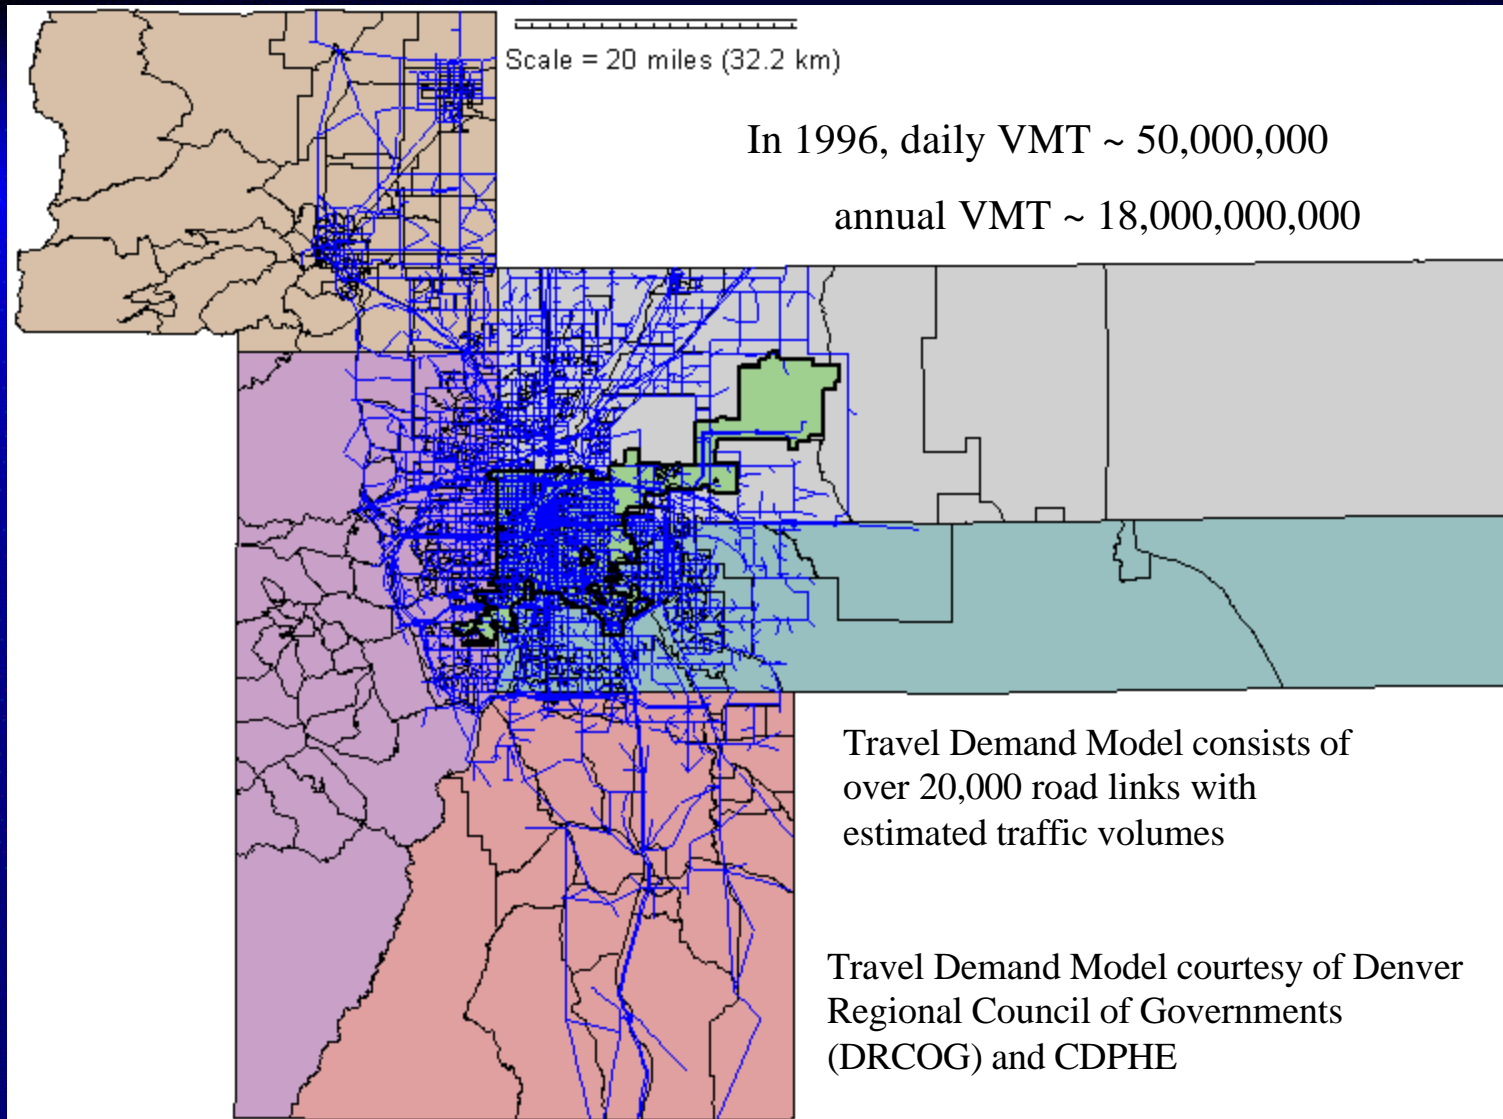 Scale = 20 miles (32.2 km)
In 1996, daily VMT ~ 50,000,000
annual VMT ~ 18,000,000,000
Travel Demand Model consists of
over 20,000 road links with
estimated traffic volumes
Travel Demand Model courtesy of Denver
Regional Council of Governments
(DRCOG) and CDPHE